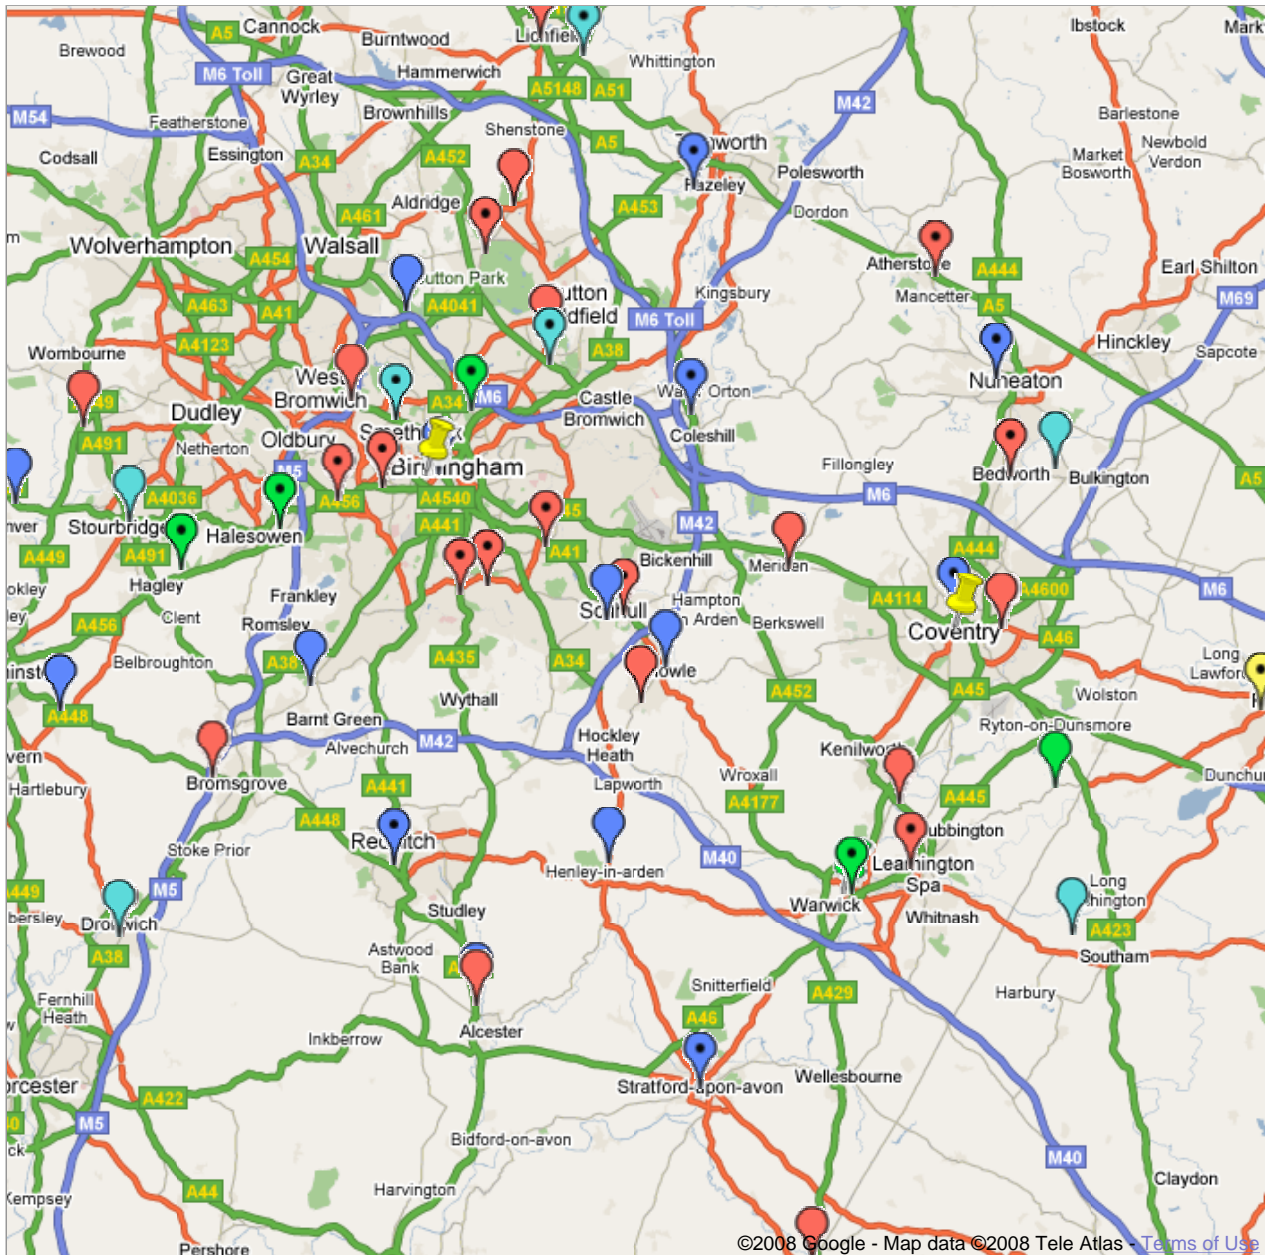 Cannock
Ibstock
A5
Brewood
Burntwood
Whittington
M6 Toll
Great
Wyrley
Hammerwich
A5148
A51
M42
M54
Featherstone
Brownhills
Shenstone
Barlestone
Codsall
Essington
A34
A452
A5
Newbold
Verdon
Market
Bosworth
Polesworth
Aldridge
A453
Dordon
A461
Wolverhampton
Walsall
A454
Atherstone
A444
Earl Shilton
Kingsbury
Mancetter
A463
A41
A4041
A5
M69
M6 Toll
A4123
A38
Hinckley
Wombourne
Sapcote
West
Bromwich
Nuneaton
A34
M6
Castle
Bromwich
Dudley
Oldbury
Coleshill
A491
Netherton
Birmingham
Fillongley
Bedworth
Bulkington
M5
A4036
A456
A4540
M6
A5
Stourbridge
Halesowen
A441
M42
A449
A491
A41
A444
Hagley
Bickenhill
Meriden
M6
Frankley
A4114
A4600
A456
Clent
Romsley
Solihull
Hampton
Berkswell
Coventry
A46
Belbroughton
A38
A435
A34
Long
A448
Wythall
A452
A45
Wolston
Barnt Green
Ryton-on-Dunsmore
Alvechurch
M42
Hockley
Heath
Kenilworth
Bromsgrove
Hartlebury
A441
Lapworth
Wroxall
A4177
A445
A448
Redditch
Stoke Prior
Henley-in-arden
M40
Leamington
Spa
M5
Warwick
Whitnash
Long
Studley
Droitwich
A423
A38
Astwood
Bank
Southam
Snitterfield
A429
Harbury
Fernhill
Heath
Inkberrow
Alcester
A46
A422
Stratford-upon-avon
Wellesbourne
M5
Bidford-on-avon
M40
A44
Harvington
Claydon
Pershore
©2008 Google - Map data ©2008 Tele Atlas - Terms of Use